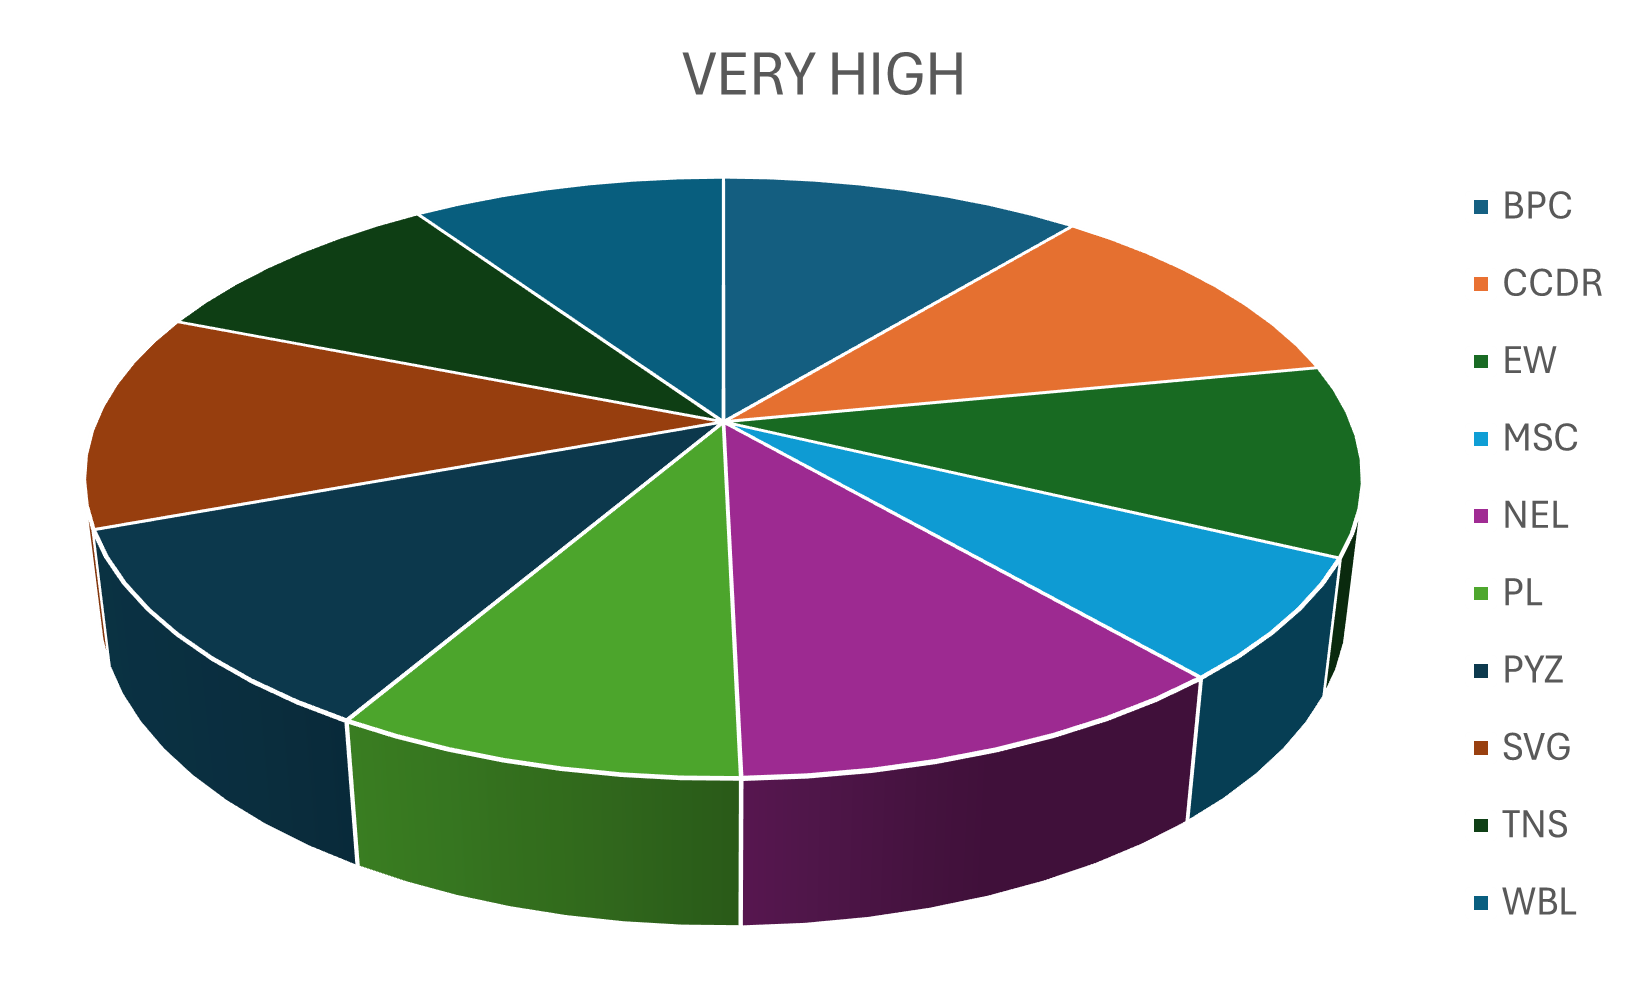 VERY HIGH
BPC
CCDR
EW
MSC
NEL
PL
PYZ
SVG
TNS
WBL